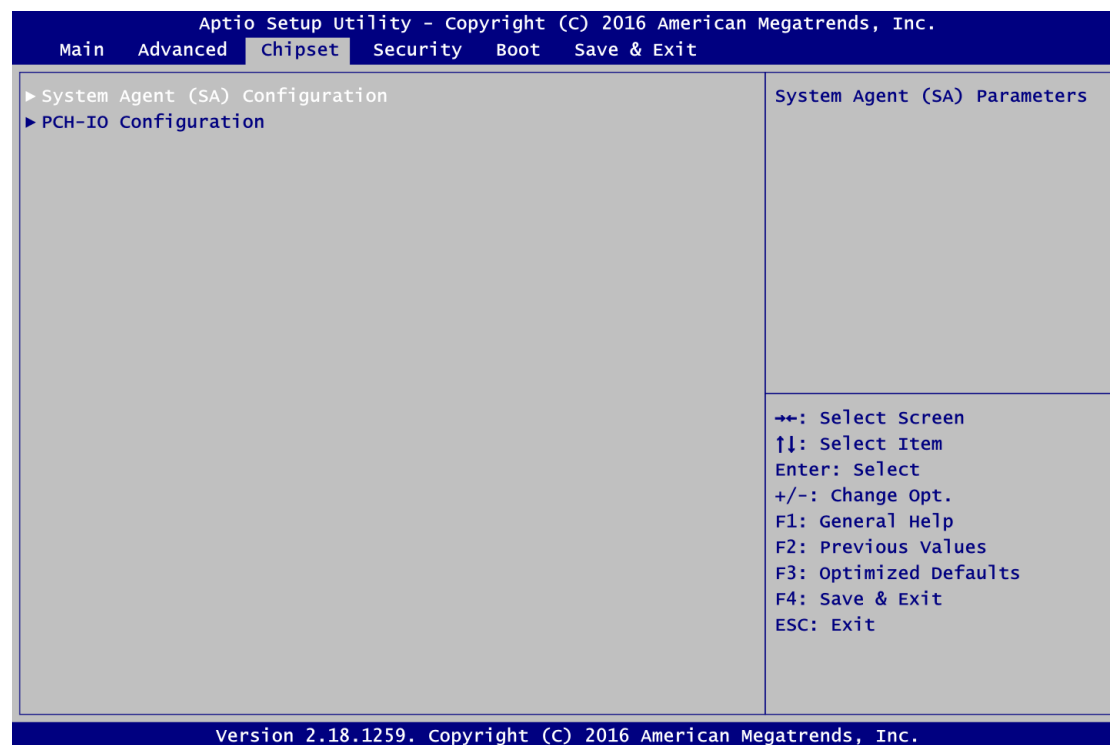 Aptio Setup Utility – Copyright (C) 2016 American Megatrends, Inc.
Main Advanced Chipset Security Boot Save & Exit
▶ System Agent (SA) Configuration
▶ PCH-IO Configuration
System Agent (SA) Parameters
→←: Select Screen
↑↓: Select Item
Enter: Select
+/-: Change Opt.
F1: General Help
F2: Previous Values
F3: Optimized Defaults
F4: Save & Exit
ESC: Exit
Version 2.18.1259. Copyright (C) 2016 American Megatrends, Inc.